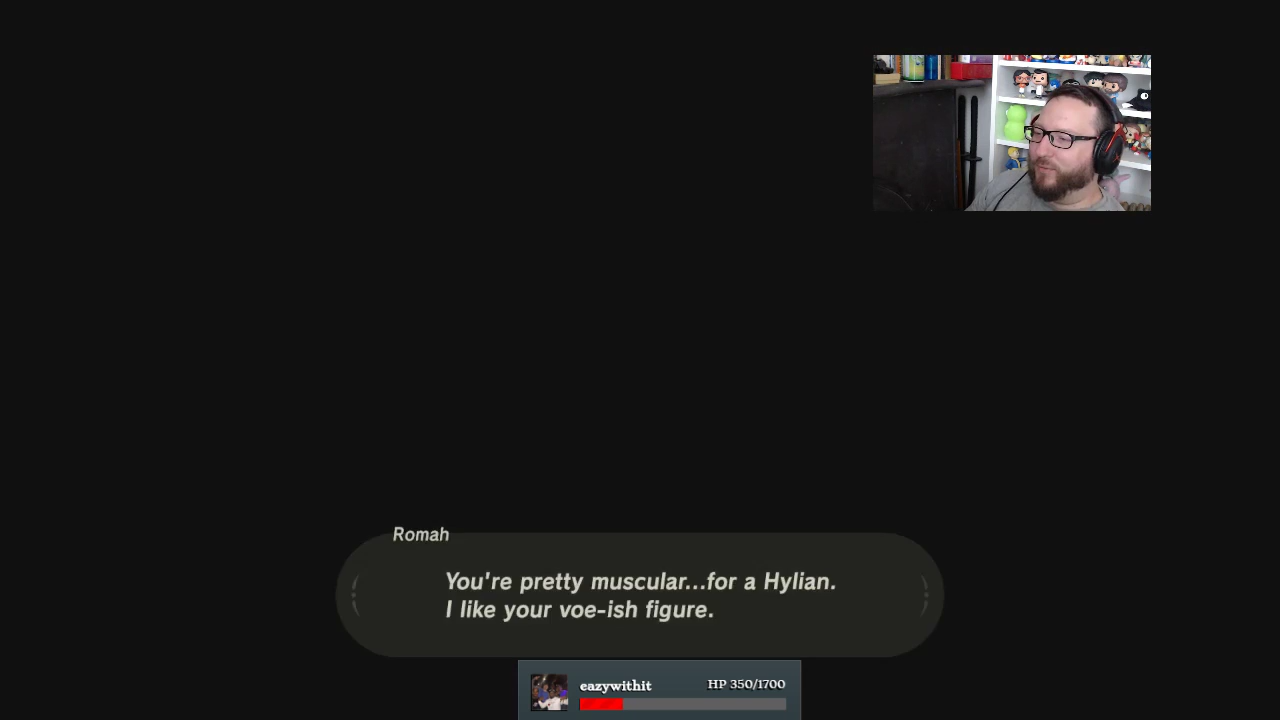 Romah
You're pretty muscular...for a Hylian.
I like your voe-ish figure.
eazywithit
HP 350/1700